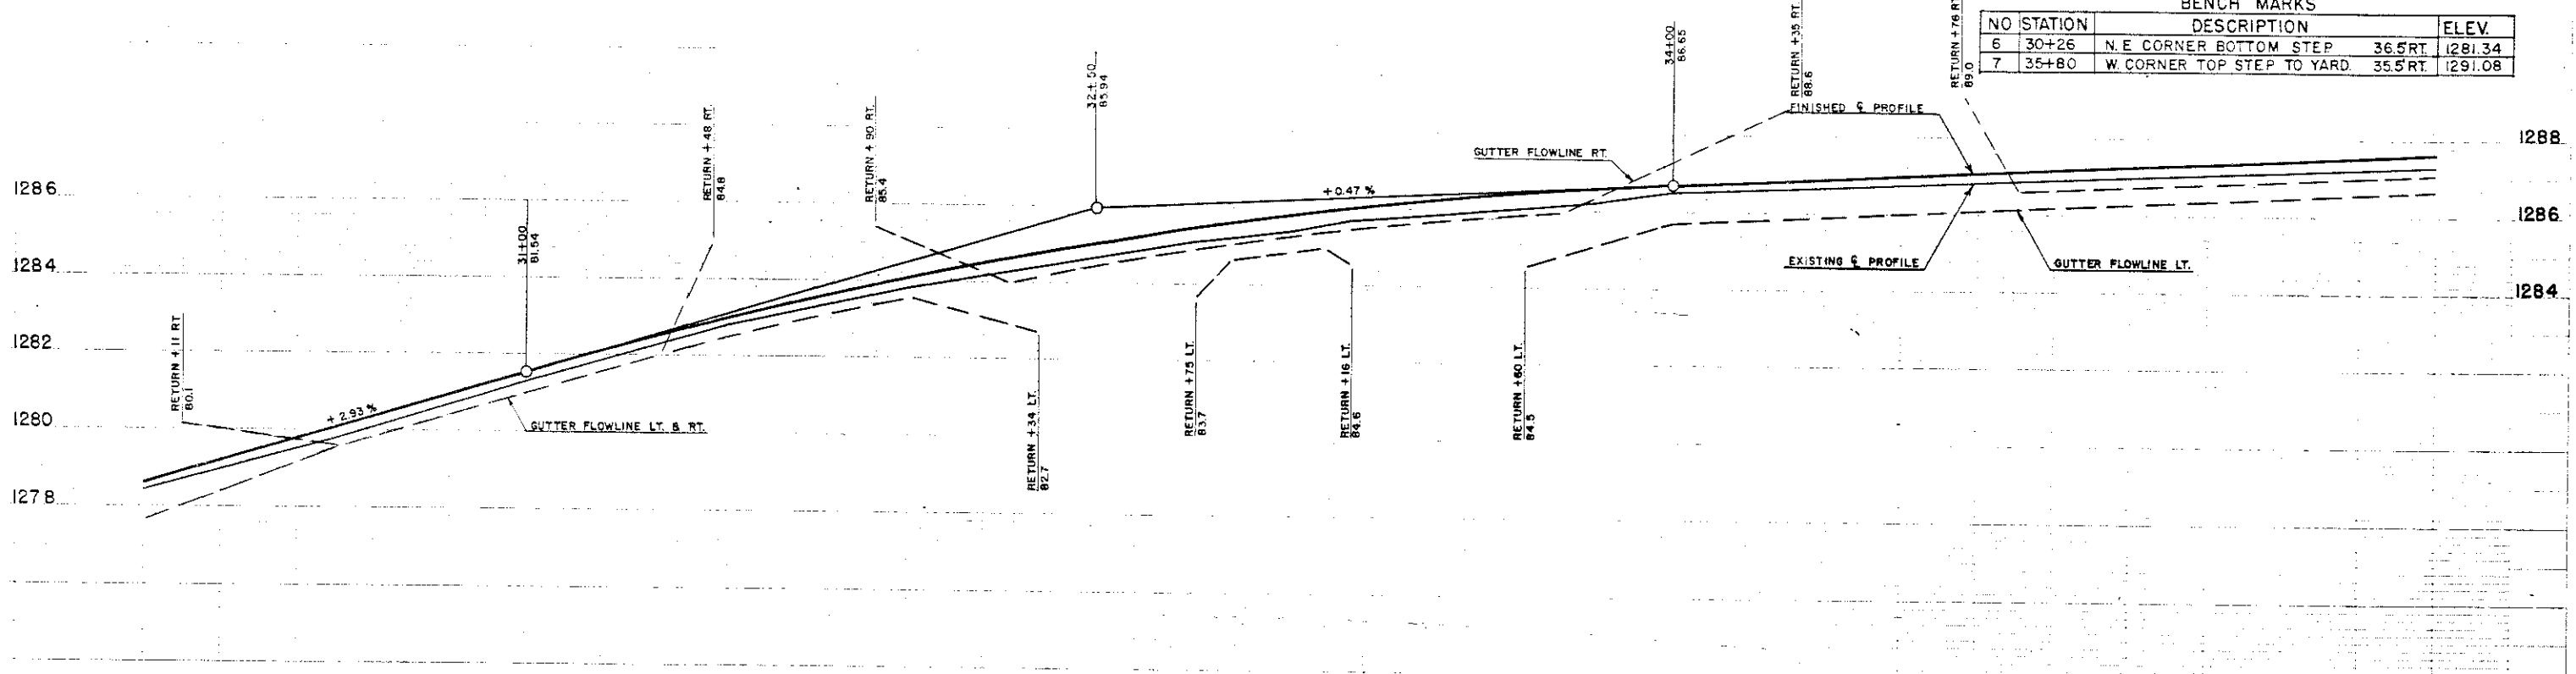 BENCH MARKS
NO STATION DESCRIPTION ELEV.
6 30+26 N.E CORNER BOTTOM STEP 36.5'RT. 1281.34
7 35+80 W. CORNER TOP STEP TO YARD. 35.5'RT. 1291.08
RETURN +35 RT.
88.6
RETURN +76 RT.
89.0
34+00
86.65
32+50
85.94
RETURN +48 RT.
84.8
RETURN +90 RT.
85.4
FINISHED ℄ PROFILE
GUTTER FLOWLINE RT.
1288
1286
+0.47 %
1286
31+00
81.54
1284
EXISTING ℄ PROFILE
GUTTER FLOWLINE LT.
1284
1282
RETURN +11 RT
80.1
+2.93 %
1280
GUTTER FLOWLINE LT. & RT.
RETURN +34 LT.
82.7
RETURN +75 LT.
83.7
RETURN +16 LT.
84.6
RETURN +60 LT.
84.5
1278